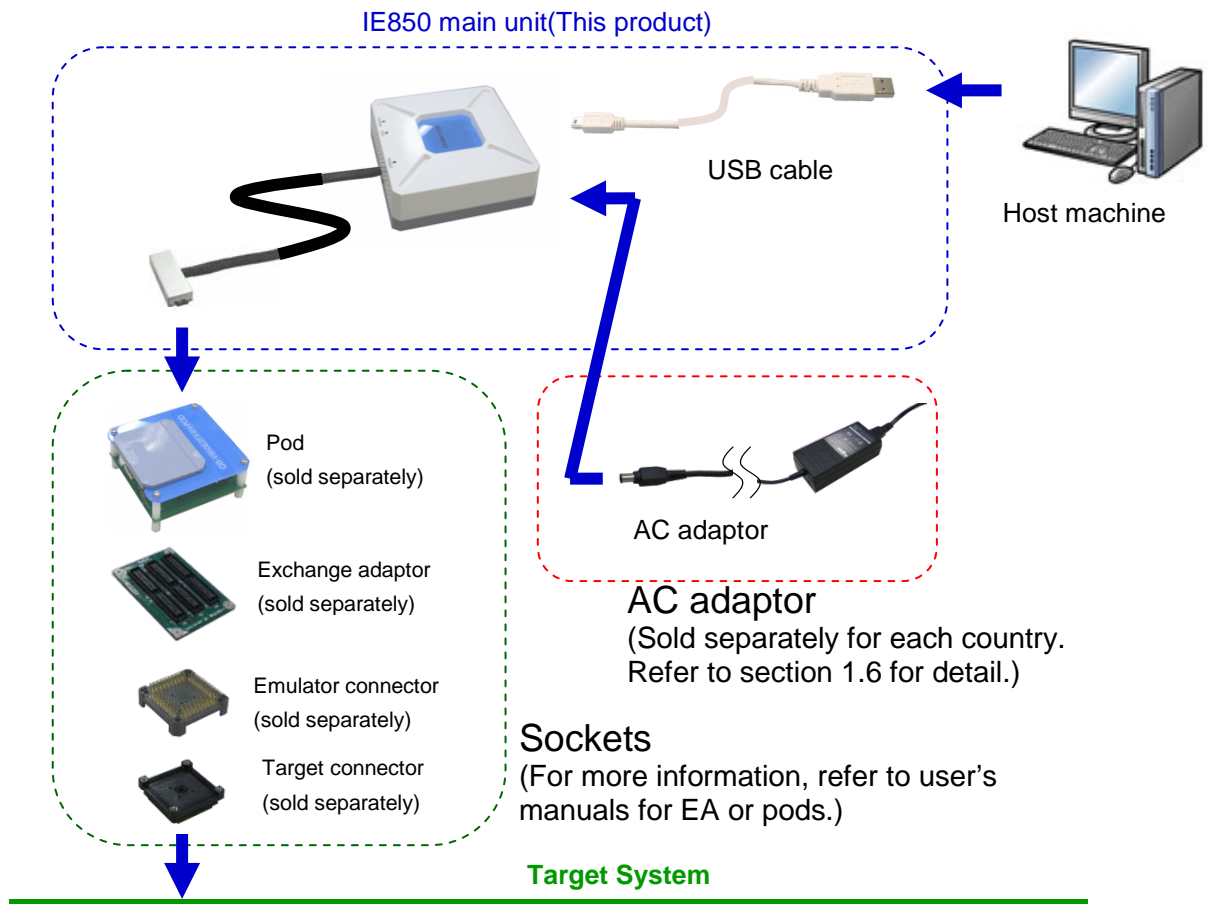 IE850 main unit(This product)
USB cable
Host machine
Pod
(sold separately)
AC adaptor
Exchange adaptor
(sold separately)
AC adaptor
(Sold separately for each country.
Refer to section 1.6 for detail.)
Emulator connector
(sold separately)
Sockets
(For more information, refer to user's
manuals for EA or pods.)
Target connector
(sold separately)
Target System